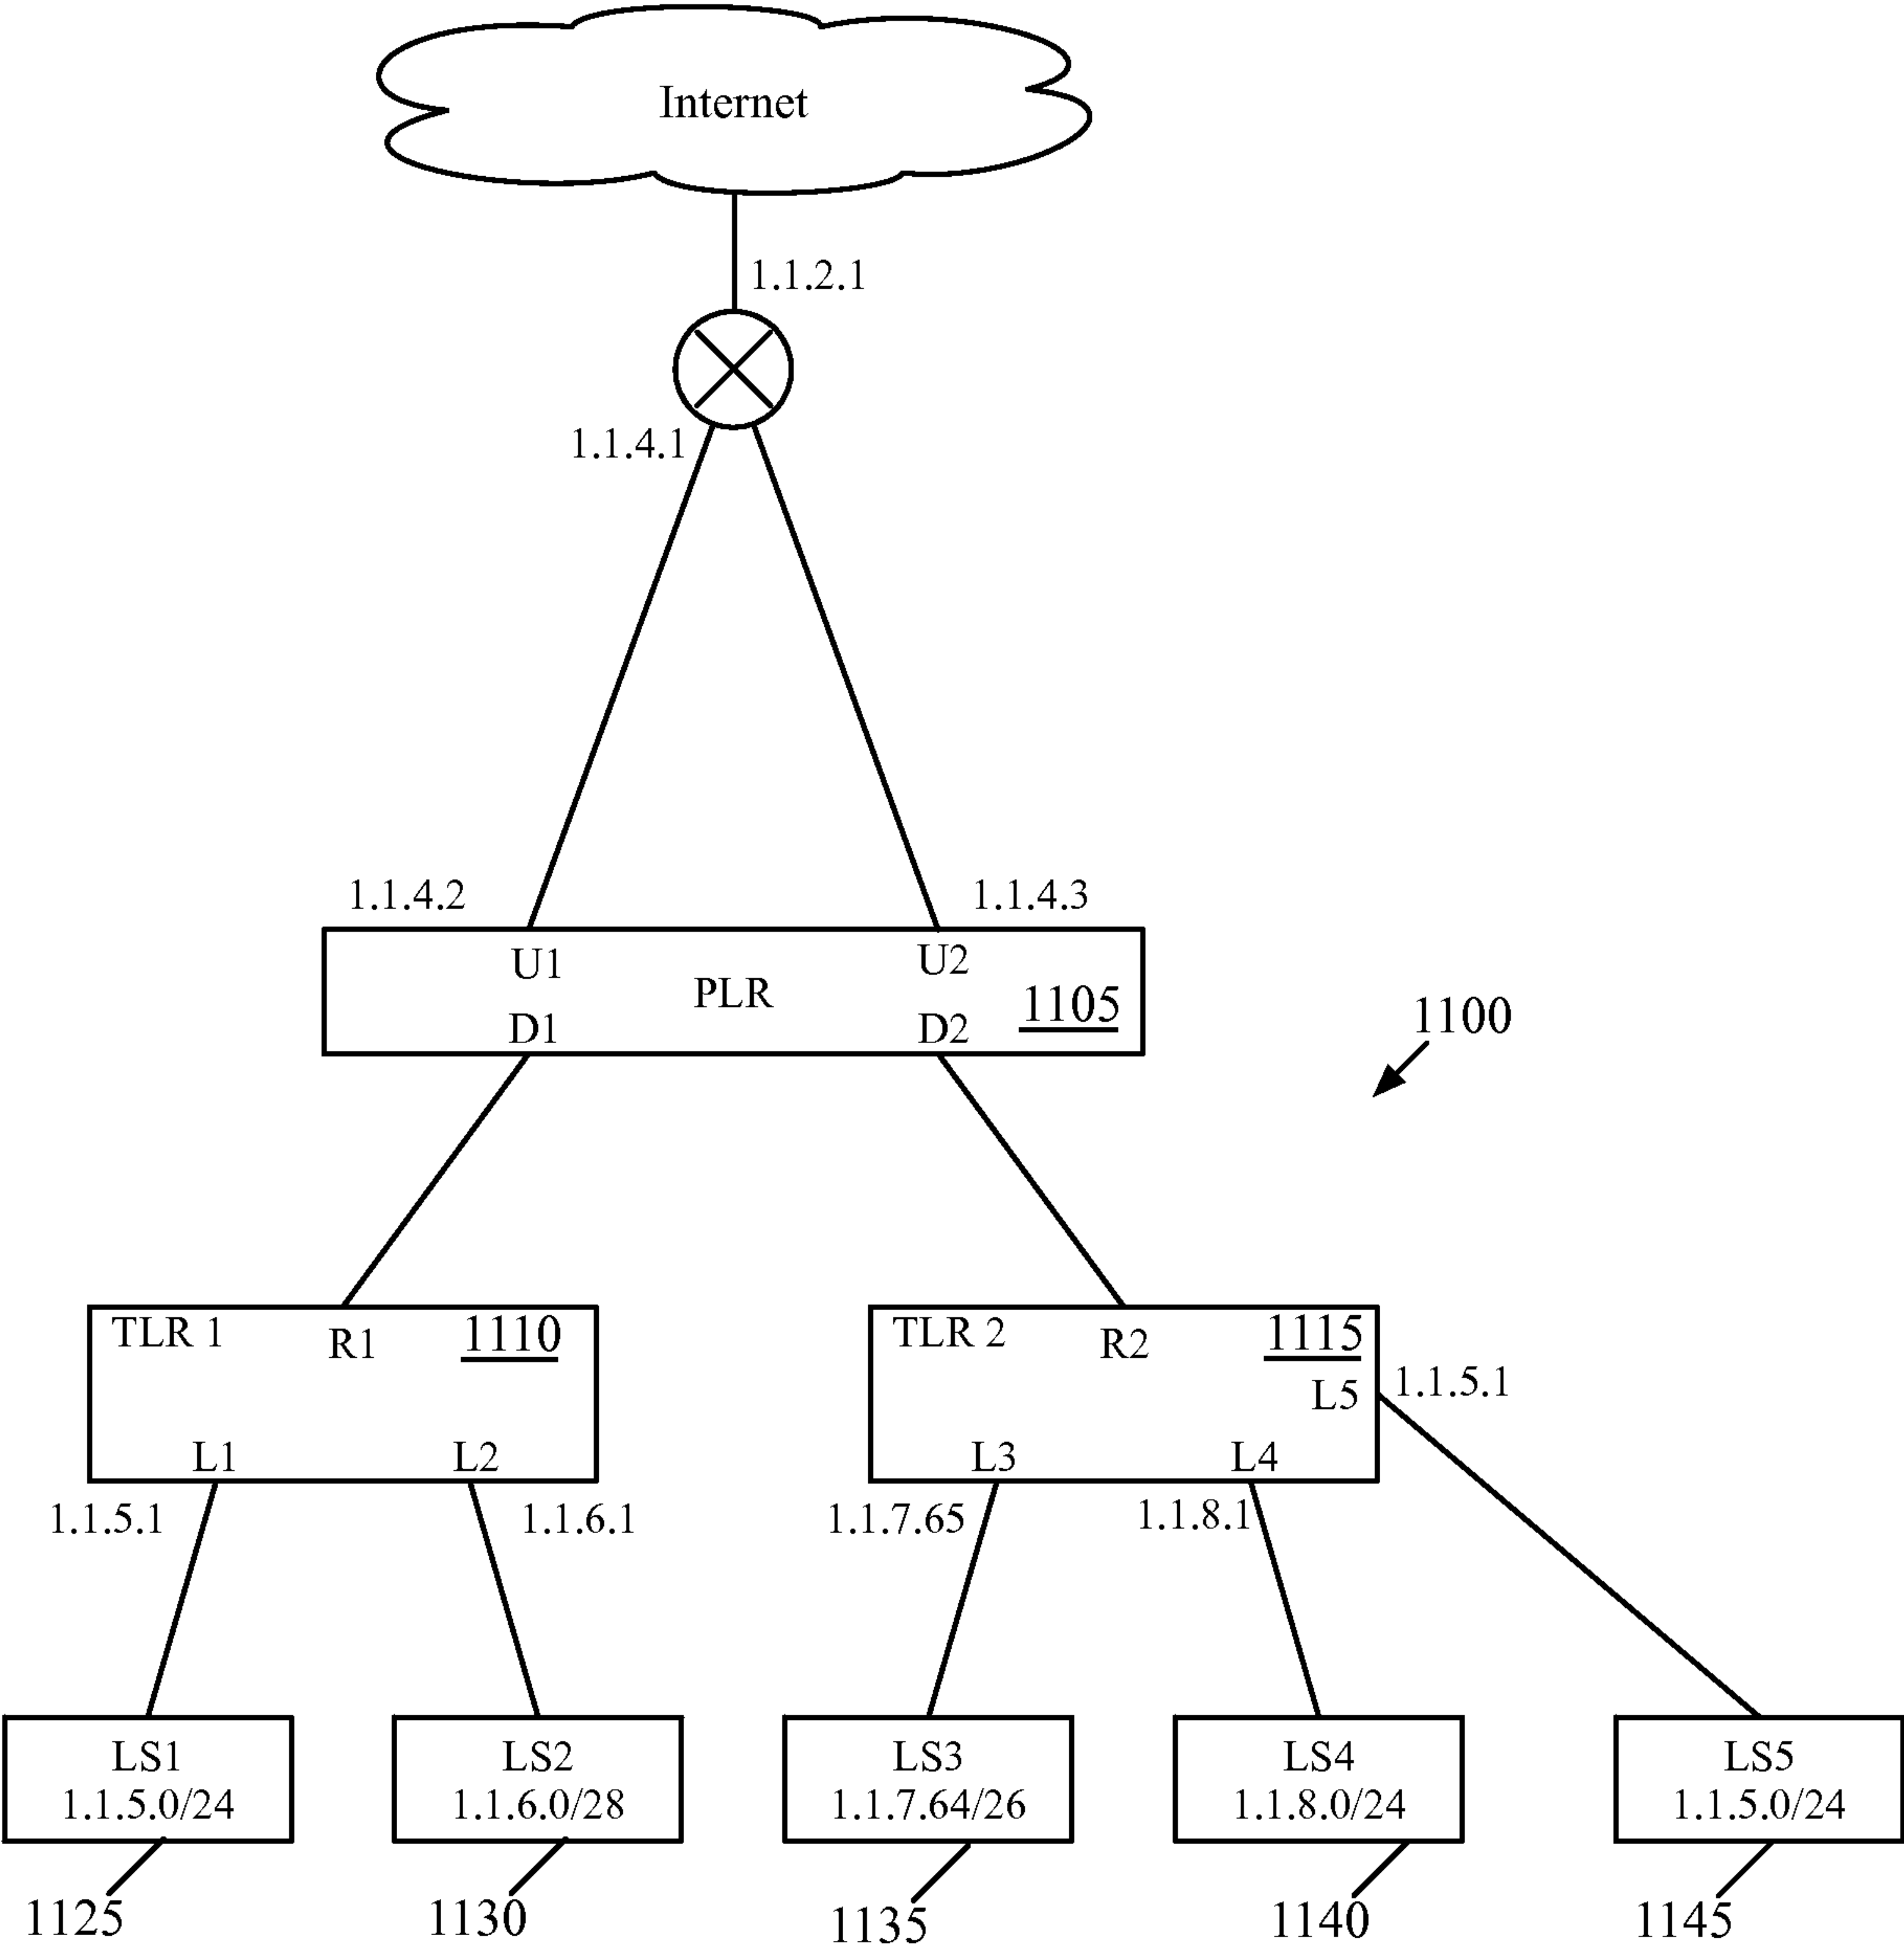 Internet
1.1.2.1
1.1.4.1
1.1.4.2
1.1.4.3
U1
U2
PLR
1105
D1
D2
1100
TLR 1
R1
1110
TLR 2
R2
1115
L5
1.1.5.1
L1
L2
L3
L4
1.1.5.1
1.1.6.1
1.1.7.65
1.1.8.1
LS1
1.1.5.0/24
LS2
1.1.6.0/28
LS3
1.1.7.64/26
LS4
1.1.8.0/24
LS5
1.1.5.0/24
1125
1130
1135
1140
1145